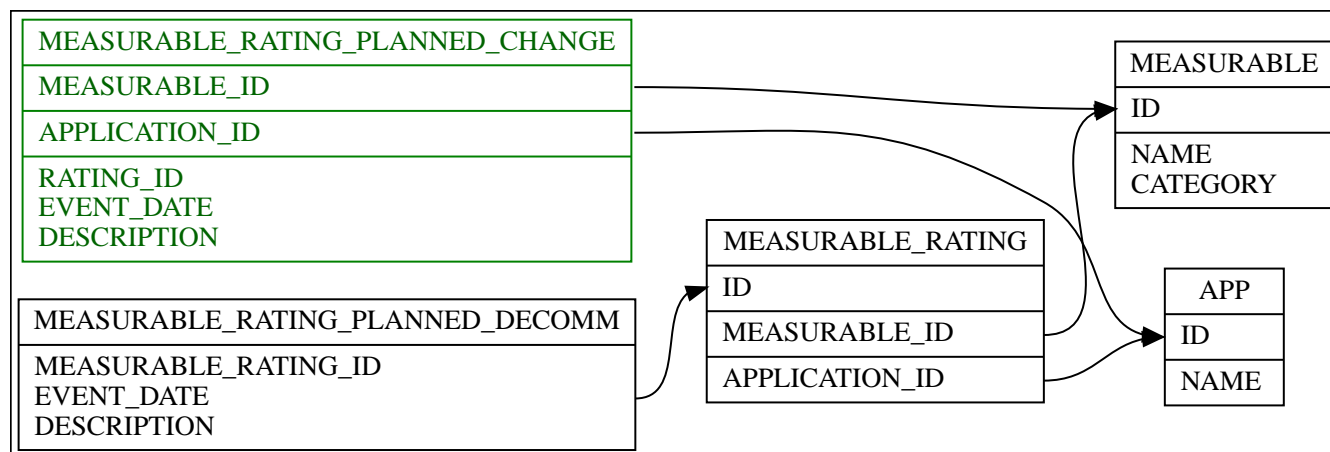 MEASURABLE_RATING_PLANNED_CHANGE
MEASURABLE_ID
APPLICATION_ID
RATING_ID
EVENT_DATE
DESCRIPTION
MEASURABLE_RATING_PLANNED_DECOMM
MEASURABLE_RATING_ID
EVENT_DATE
DESCRIPTION
MEASURABLE_RATING
ID
MEASURABLE_ID
APPLICATION_ID
MEASURABLE
ID
NAME
CATEGORY
APP
ID
NAME